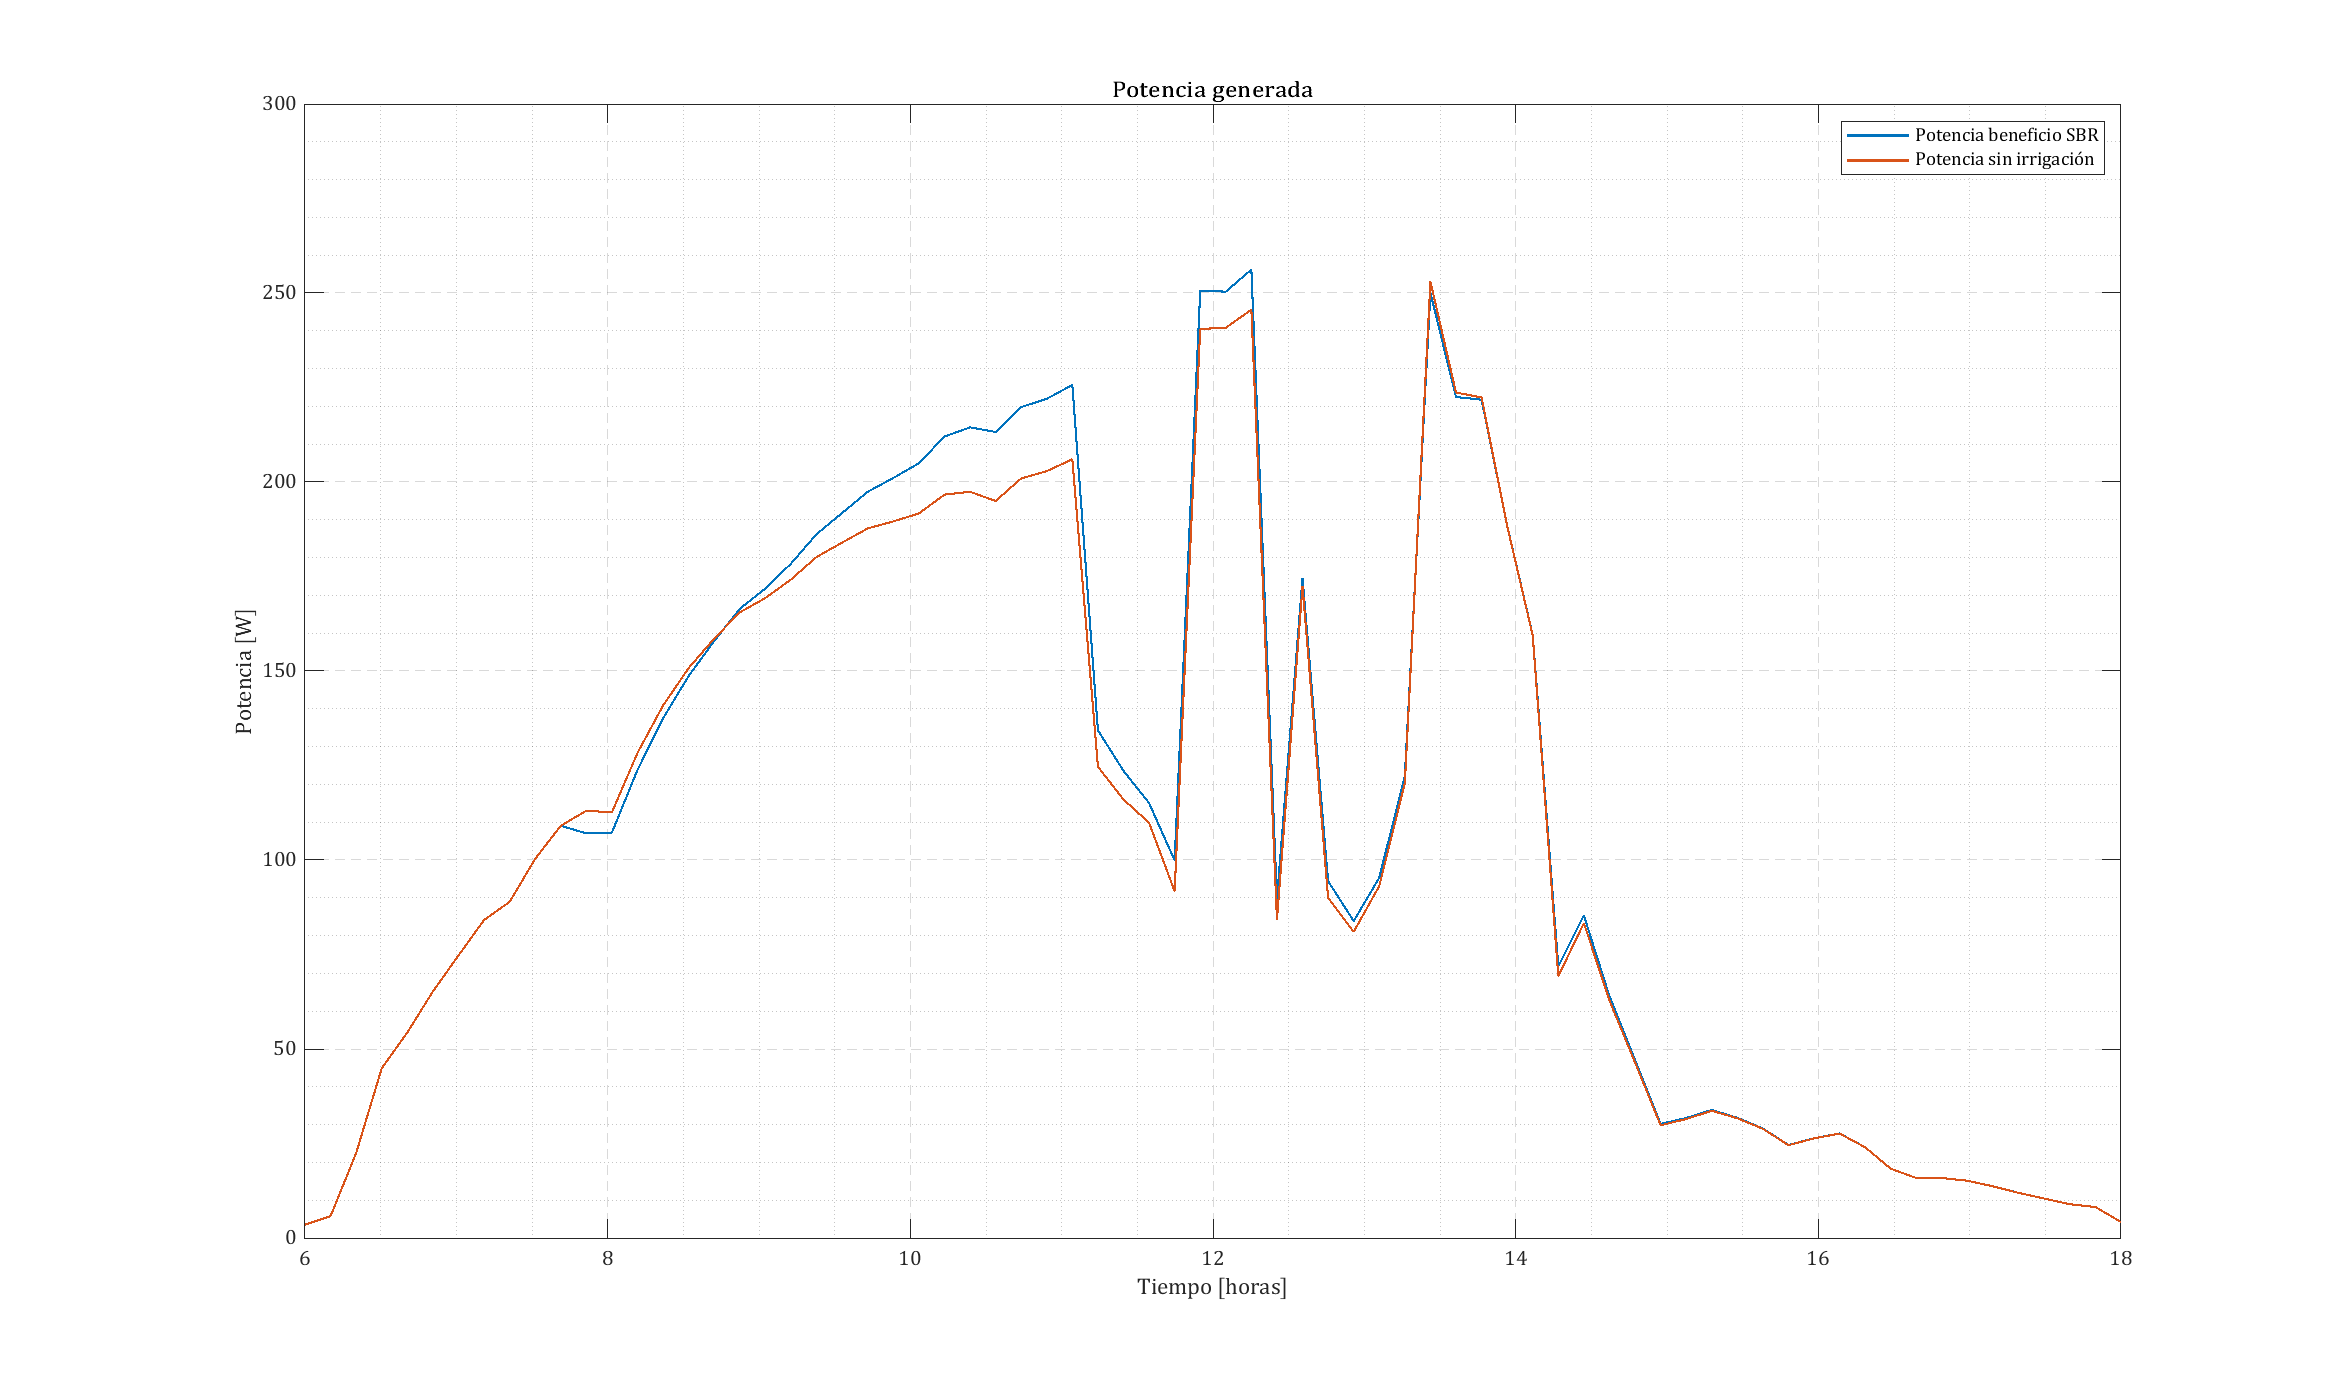 Potencia generada
300
250
200
150
100
50
0
Potencia [W]
Potencia beneficio SBR
Potencia sin irrigación
6 8 10 12 14 16 18
Tiempo [horas]